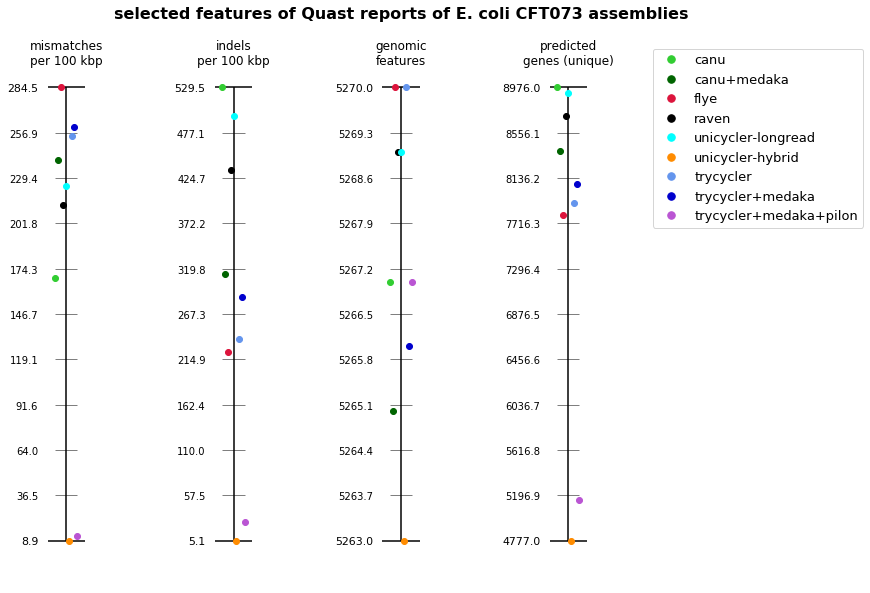 selected features of Quast reports of E. coli CFT073 assemblies
mismatches
per 100 kbp
284.5
256.9
229.4
201.8
174.3
146.7
119.1
91.6
64.0
36.5
8.9
indels
per 100 kbp
529.5
477.1
424.7
372.2
319.8
267.3
214.9
162.4
110.0
57.5
5.1
genomic
features
5270.0
5269.3
5268.6
5267.9
5267.2
5266.5
5265.8
5265.1
5264.4
5263.7
5263.0
predicted
genes (unique)
8976.0
8556.1
8136.2
7716.3
7296.4
6876.5
6456.6
6036.7
5616.8
5196.9
4777.0
canu
canu+medaka
flye
raven
unicycler-longread
unicycler-hybrid
trycycler
trycycler+medaka
trycycler+medaka+pilon